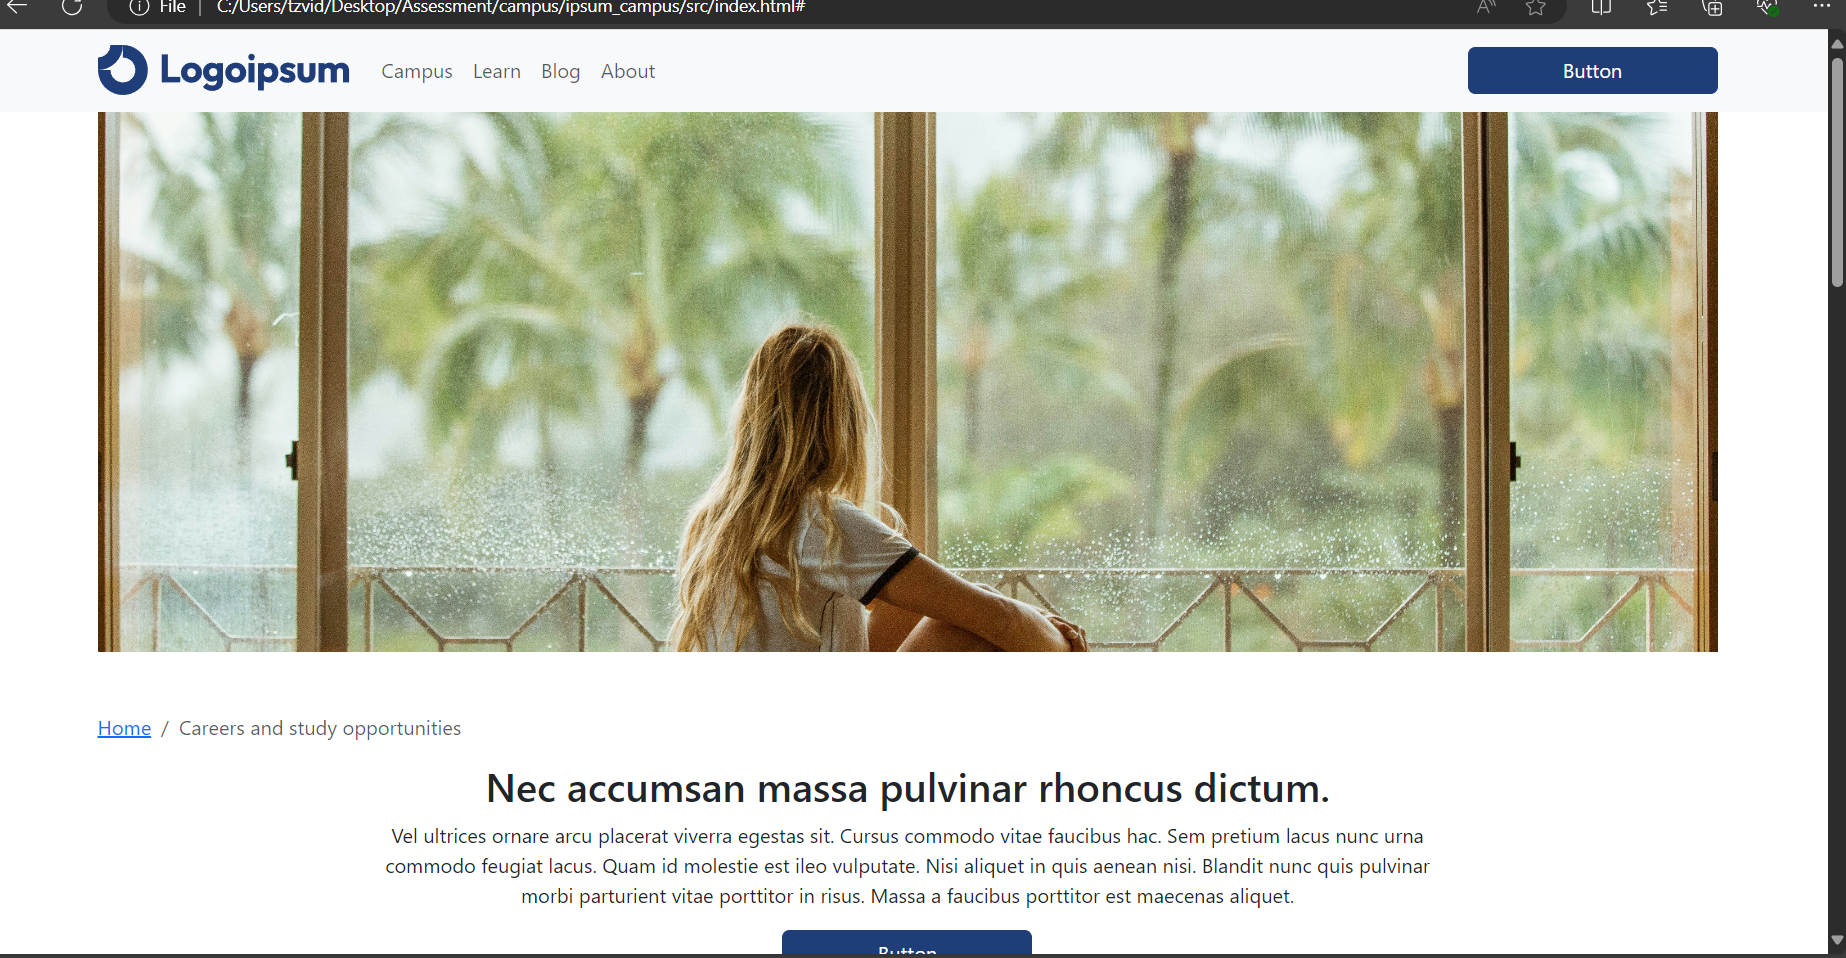 File C:/Users/tzvid/Desktop/Assessment/campus/ipsum_campus/src/index.html#
Logoipsum Campus Learn Blog About Button
Home / Careers and study opportunities
Nec accumsan massa pulvinar rhoncus dictum.
Vel ultrices ornare arcu placerat viverra egestas sit. Cursus commodo vitae faucibus hac. Sem pretium lacus nunc urna
commodo feugiat lacus. Quam id molestie est ileo vulputate. Nisi aliquet in quis aenean nisi. Blandit nunc quis pulvinar
morbi parturient vitae porttitor in risus. Massa a faucibus porttitor est maecenas aliquet.
Button